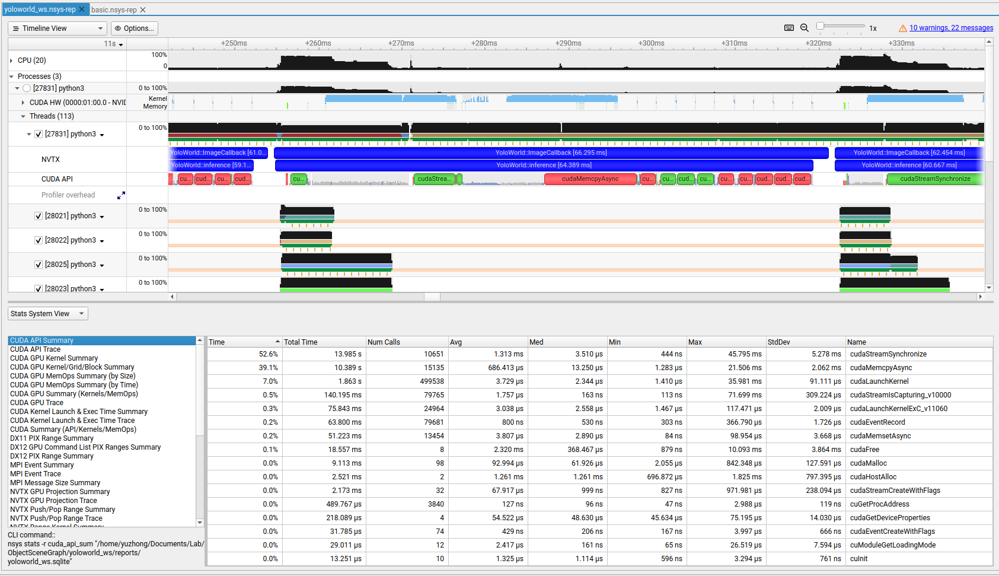 yoloworld_ws.nsys-rep basic.nsys-rep
Timeline View Options... 1x 10 warnings, 22 messages
11s +250ms +260ms +270ms +280ms +290ms +300ms +310ms +320ms +330ms
CPU (20) 100%
0
Processes (3)
[27831] python3 0 to 100%
CUDA HW (0000:01:00.0 - NVID Kernel
Memory
Threads (113)
[27831] python3 0 to 100%
NVTX
YoloWorld::ImageCallback [61.0... YoloWorld::ImageCallback [66.295 ms] YoloWorld::ImageCallback [62.454 ms]
YoloWorld::inference [59.1... YoloWorld::inference [64.389 ms] YoloWorld::inference [60.667 ms]
CUDA API cu... cud... cu... cud... cu... cudaStrea... cudaMemcpyAsync cu... cu... cud... cu... cu... cu... cud... cud... cud... cudaStreamSynchronize
Profiler overhead
[28021] python3 0 to 100%
[28022] python3 0 to 100%
[28025] python3 0 to 100%
[28023] python3 0 to 100%
Stats System View
CUDA API Summary
CUDA API Trace
CUDA GPU Kernel Summary
CUDA GPU Kernel/Grid/Block Summary
CUDA GPU MemOps Summary (by Size)
CUDA GPU MemOps Summary (by Time)
CUDA GPU Summary (Kernels/MemOps)
CUDA GPU Trace
CUDA Kernel Launch & Exec Time Summary
CUDA Kernel Launch & Exec Time Trace
CUDA Summary (API/Kernels/MemOps)
DX11 PIX Range Summary
DX12 GPU Command List PIX Ranges Summary
DX12 PIX Range Summary
MPI Event Summary
MPI Event Trace
MPI Message Size Summary
NVTX GPU Projection Summary
NVTX GPU Projection Trace
NVTX Push/Pop Range Summary
NVTX Push/Pop Range Trace
NVTX Range Kernel Summary
CLI command::
nsys stats -r cuda_api_sum "/home/yuzhong/Documents/Lab/
ObjectSceneGraph/yoloworld_ws/reports/
yoloworld_ws.sqlite"
Time Total Time Num Calls Avg Med Min Max StdDev Name
52.6% 13.985 s 10651 1.313 ms 3.510 μs 444 ns 45.795 ms 5.278 ms cudaStreamSynchronize
39.1% 10.389 s 15135 686.413 μs 13.250 μs 1.283 μs 21.506 ms 2.062 ms cudaMemcpyAsync
7.0% 1.863 s 499538 3.729 μs 2.344 μs 1.410 μs 35.981 ms 91.111 μs cudaLaunchKernel
0.5% 140.195 ms 79765 1.757 μs 163 ns 113 ns 71.699 ms 309.224 μs cudaStreamIsCapturing_v10000
0.3% 75.843 ms 24964 3.038 μs 2.558 μs 1.467 μs 117.471 μs 2.009 μs cudaLaunchKernelExC_v11060
0.2% 63.800 ms 79681 800 ns 530 ns 303 ns 366.790 μs 1.726 μs cudaEventRecord
0.2% 51.223 ms 13454 3.807 μs 2.890 μs 84 ns 98.954 μs 3.668 μs cudaMemsetAsync
0.1% 18.557 ms 8 2.320 ms 368.467 μs 879 ns 10.093 ms 3.864 ms cudaFree
0.0% 9.113 ms 98 92.994 μs 61.926 μs 2.055 μs 842.348 μs 127.591 μs cudaMalloc
0.0% 2.521 ms 2 1.261 ms 1.261 ms 696.872 μs 1.825 ms 797.395 μs cudaHostAlloc
0.0% 2.173 ms 32 67.917 μs 999 ns 827 ns 971.981 μs 238.094 μs cudaStreamCreateWithFlags
0.0% 489.767 μs 3840 127 ns 96 ns 47 ns 2.988 μs 119 ns cuGetProcAddress
0.0% 218.089 μs 4 54.522 μs 48.630 μs 45.634 μs 75.195 μs 14.030 μs cudaGetDeviceProperties
0.0% 31.785 μs 74 429 ns 206 ns 167 ns 3.997 μs 666 ns cudaEventCreateWithFlags
0.0% 29.011 μs 12 2.417 μs 161 ns 65 ns 26.519 μs 7.594 μs cuModuleGetLoadingMode
0.0% 13.251 μs 10 1.325 μs 1.114 μs 596 ns 3.294 μs 761 ns cuInit